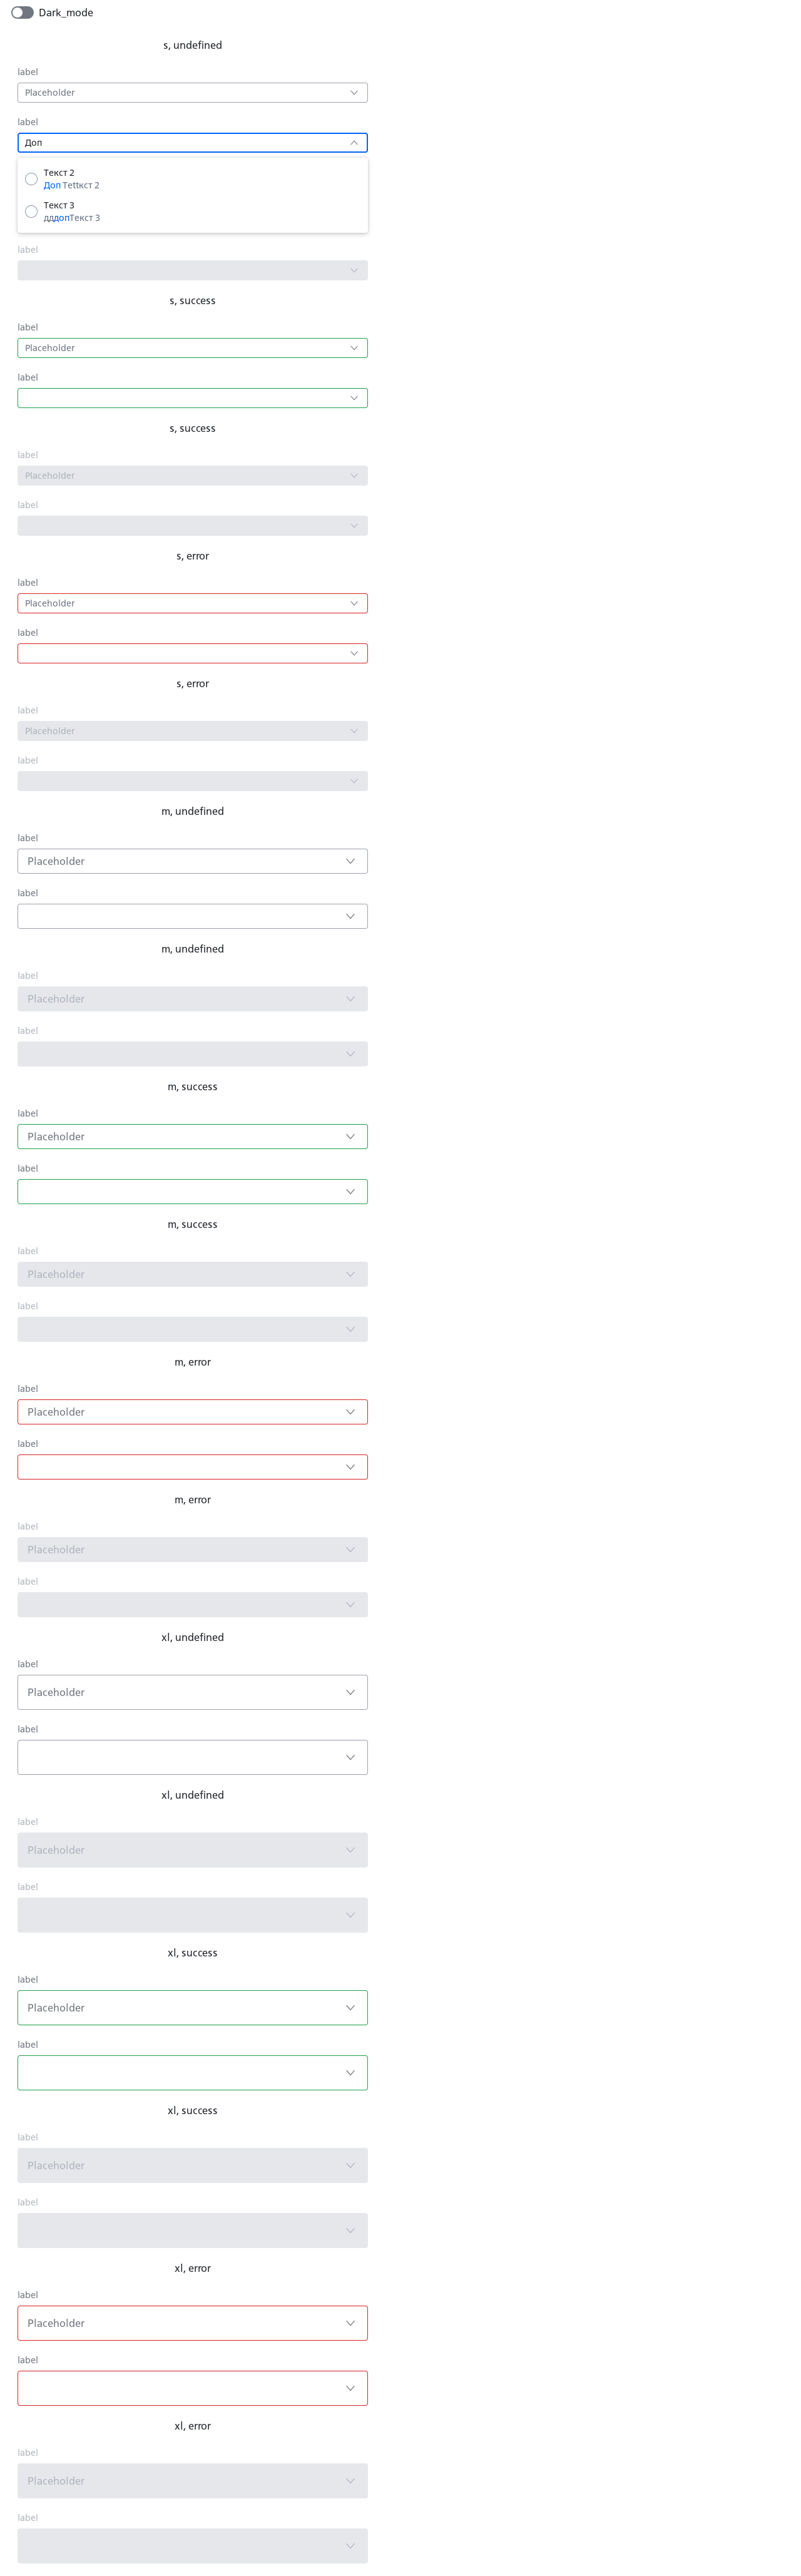 Dark_mode
s, undefined
label
Placeholder
label
Доп
Текст 2
Доп Tettкст 2
Текст 3
дддопТекст 3
label
s, success
label
Placeholder
label
s, success
label
Placeholder
label
s, error
label
Placeholder
label
s, error
label
Placeholder
label
m, undefined
label
Placeholder
label
m, undefined
label
Placeholder
label
m, success
label
Placeholder
label
m, success
label
Placeholder
label
m, error
label
Placeholder
label
m, error
label
Placeholder
label
xl, undefined
label
Placeholder
label
xl, undefined
label
Placeholder
label
xl, success
label
Placeholder
label
xl, success
label
Placeholder
label
xl, error
label
Placeholder
label
xl, error
label
Placeholder
label